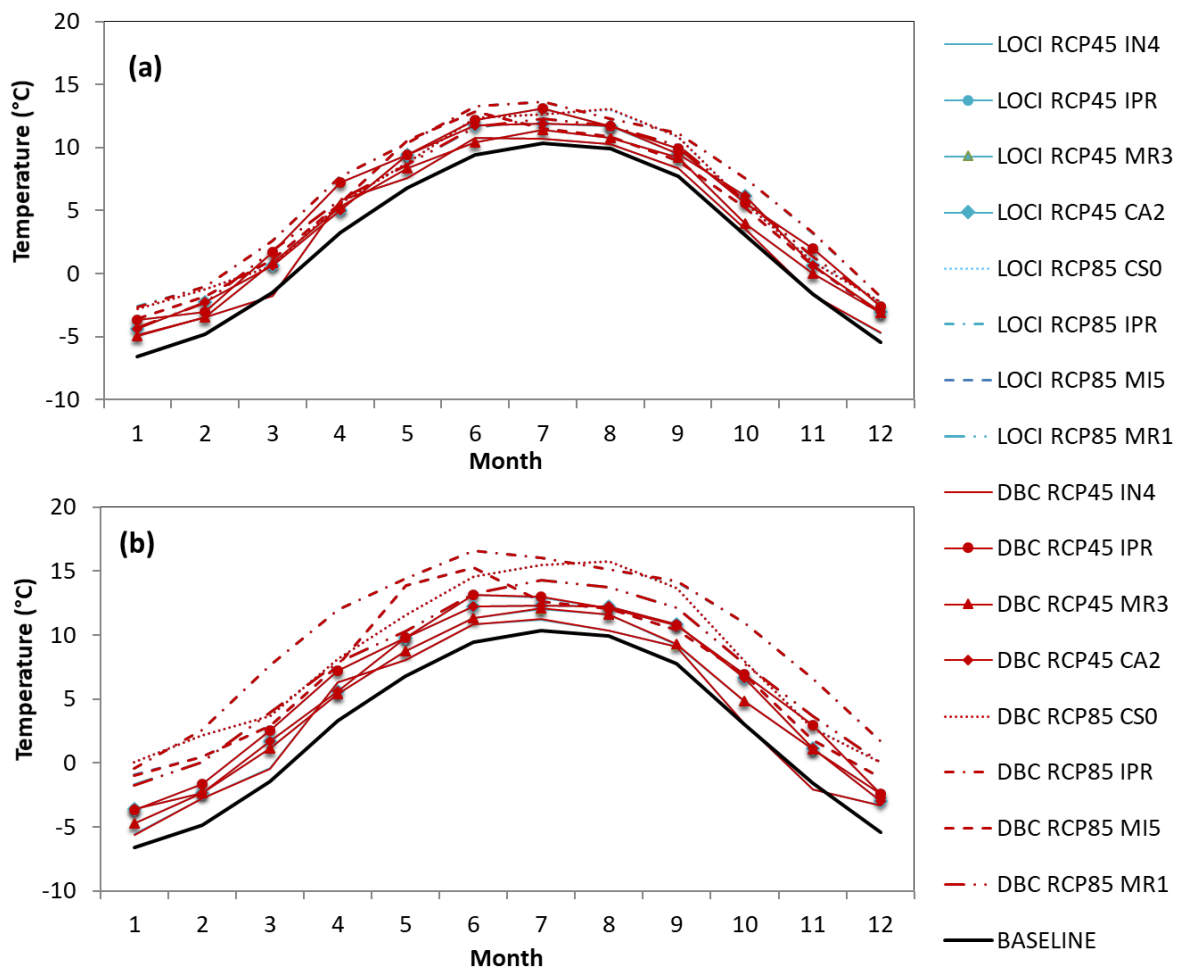 (a)
Temperature (°C)
20
15
10
5
0
-5
-10
1 2 3 4 5 6 7 8 9 10 11 12
Month
(b)
Temperature (°C)
20
15
10
5
0
-5
-10
1 2 3 4 5 6 7 8 9 10 11 12
Month
LOCI RCP45 IN4
LOCI RCP45 IPR
LOCI RCP45 MR3
LOCI RCP45 CA2
LOCI RCP85 CS0
LOCI RCP85 IPR
LOCI RCP85 MI5
LOCI RCP85 MR1
DBC RCP45 IN4
DBC RCP45 IPR
DBC RCP45 MR3
DBC RCP45 CA2
DBC RCP85 CS0
DBC RCP85 IPR
DBC RCP85 MI5
DBC RCP85 MR1
BASELINE